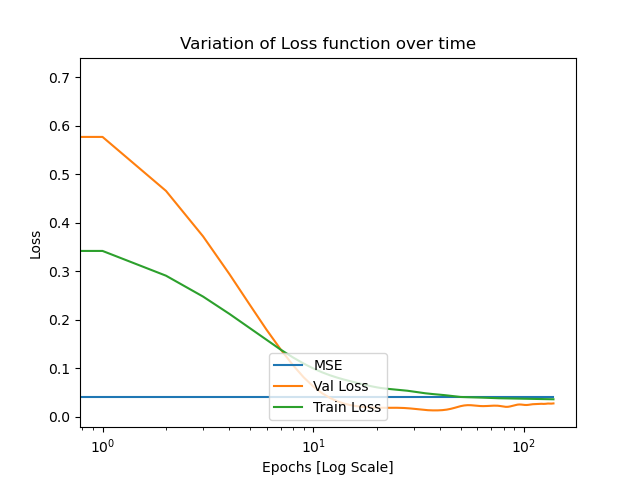 Variation of Loss function over time
Loss
0.7
0.6
0.5
0.4
0.3
0.2
0.1
0.0
MSE
Val Loss
Train Loss
10⁰
10¹
10²
Epochs [Log Scale]